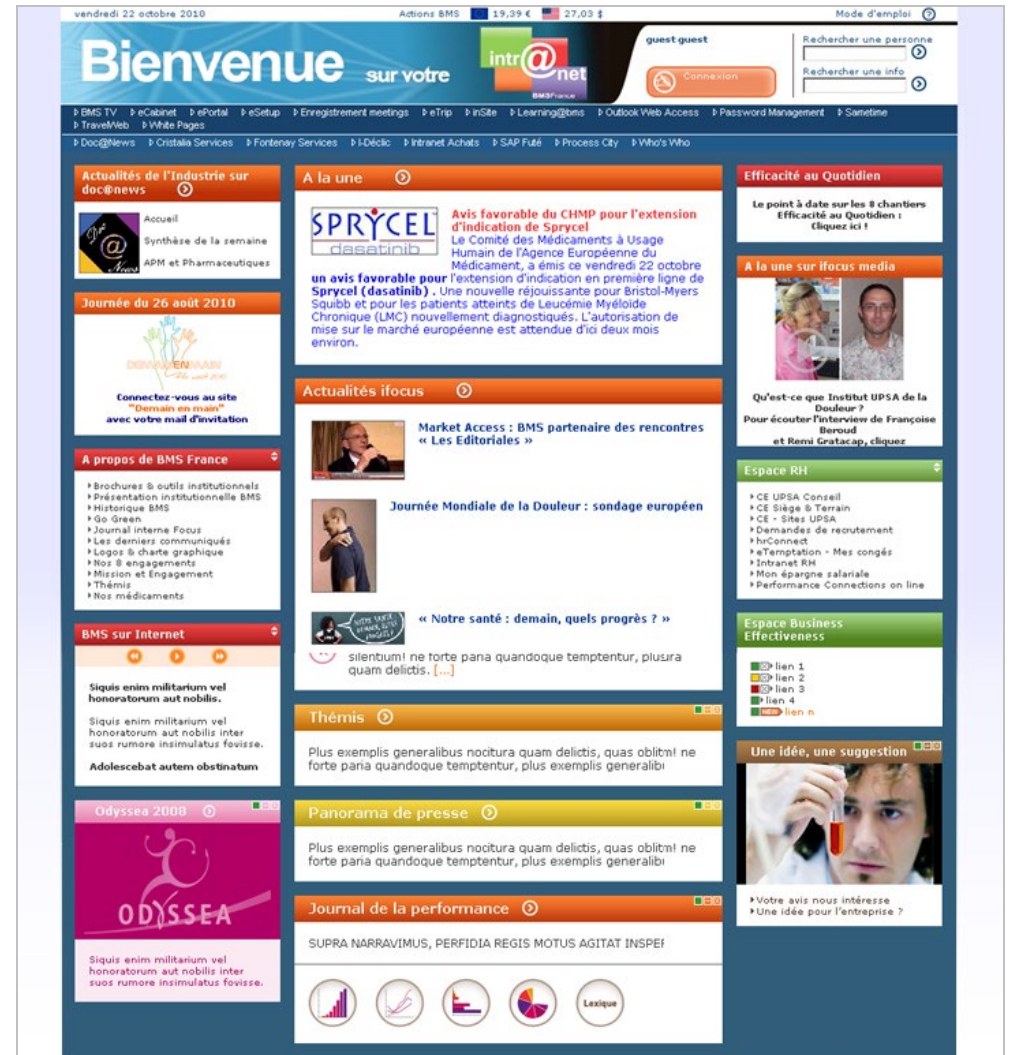 vendredi 22 octobre 2010
Actions BMS 19,39 € 27,03 $
Mode d'emploi
Bienvenue sur votre
intr@net
BMSFrance
guest guest
Connexion
Rechercher une personne
Rechercher une info
BMS TV eCabinet ePortal eSetup Enregistrement meetings eTrip inSite Learning@bms Outlook Web Access Password Management Sametime
TravelWeb White Pages
Doc@News Cristalia Services Fontenay Services I-Déclic Intranet Achats SAP Futé Process City Who's Who
Actualités de l'Industrie sur
doc@news
Doc
@
News
Accueil
Synthèse de la semaine
APM et Pharmaceutiques
Journée du 26 août 2010
DEMAIN EN MAIN
26 août 2010
Connectez-vous au site
"Demain en main"
avec votre mail d'invitation
A propos de BMS France
Brochures & outils institutionnels
Présentation institutionnelle BMS
Historique BMS
Go Green
Journal interne Focus
Les derniers communiqués
Logos & charte graphique
Nos 8 engagements
Mission et Engagement
Thémis
Nos médicaments
BMS sur Internet
Siquis enim militarium vel
honoratorum aut nobilis.
Siquis enim militarium vel
honoratorum aut nobilis inter
suos rumore insimulatus fovisse.
Adolescebat autem obstinatum
Odyssea 2008
ODYSSEA
Siquis enim militarium vel
honoratorum aut nobilis inter
suos rumore insimulatus fovisse.
A la une
SPRYCEL
dasatinib
Avis favorable du CHMP pour l'extension
d'indication de Sprycel
Le Comité des Médicaments à Usage
Humain de l'Agence Européenne du
Médicament, a émis ce vendredi 22 octobre
un avis favorable pour l'extension d'indication en première ligne de
Sprycel (dasatinib) . Une nouvelle réjouissante pour Bristol-Myers
Squibb et pour les patients atteints de Leucémie Myéloïde
Chronique (LMC) nouvellement diagnostiqués. L'autorisation de
mise sur le marché européenne est attendue d'ici deux mois
environ.
Actualités ifocus
Market Access : BMS partenaire des rencontres
« Les Editoriales »
Journée Mondiale de la Douleur : sondage européen
« Notre santé : demain, quels progrès ? »
silentium! ne forte paria quandoque temptentur, plusıra
quam delictis. [...]
Thémis
Plus exemplis generalibus nocitura quam delictis, quas oblitm! ne
forte paria quandoque temptentur, plus exemplis generalibı
Panorama de presse
Plus exemplis generalibus nocitura quam delictis, quas oblitm! ne
forte paria quandoque temptentur, plus exemplis generalibı
Journal de la performance
SUPRA NARRAVIMUS, PERFIDIA REGIS MOTUS AGITAT INSPEF
Lexique
Efficacité au Quotidien
Le point à date sur les 8 chantiers
Efficacité au Quotidien :
Cliquez ici !
A la une sur ifocus media
Qu'est-ce que Institut UPSA de la
Douleur ?
Pour écouter l'interview de Françoise
Beroud
et Remi Gratacap, cliquez
Espace RH
CE UPSA Conseil
CE Siège & Terrain
CE - Sites UPSA
Demandes de recrutement
hrConnect
eTemptation - Mes congés
Intranet RH
Mon épargne salariale
Performance Connections on line
Espace Business
Effectiveness
lien 1
lien 2
lien 3
lien 4
NEW lien n
Une idée, une suggestion
Votre avis nous intéresse
Une idée pour l'entreprise ?